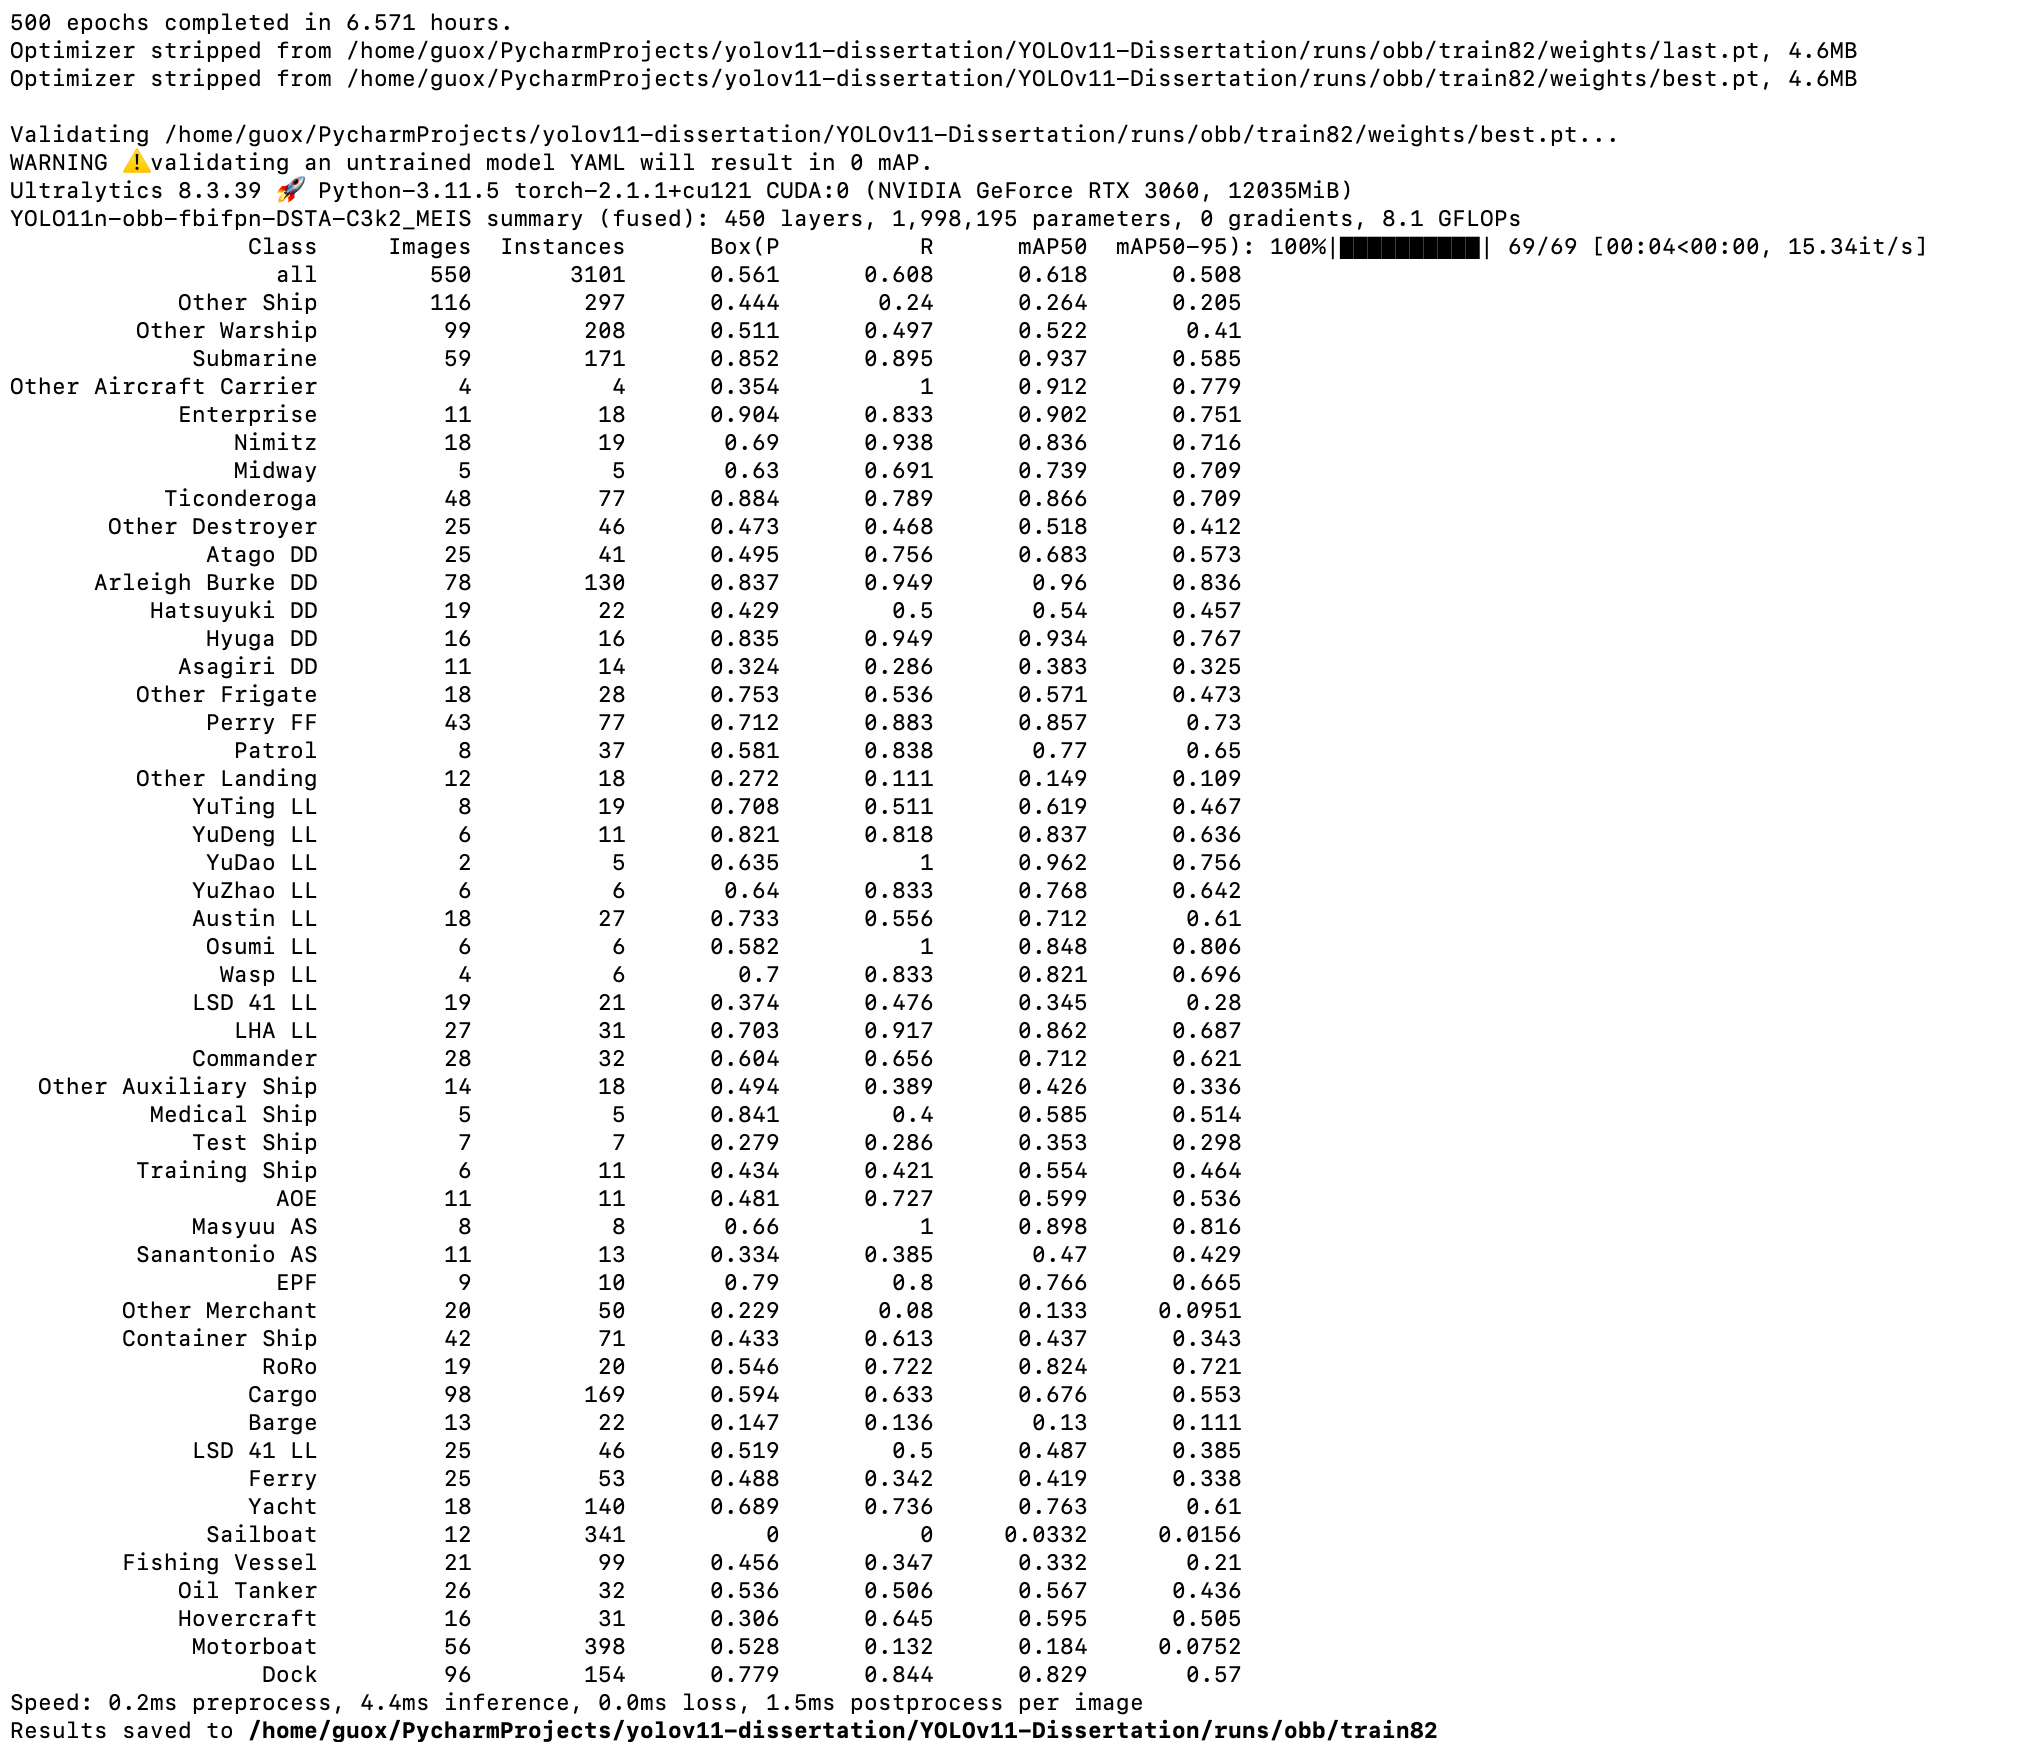 500 epochs completed in 6.571 hours.
Optimizer stripped from /home/guox/PycharmProjects/yolov11-dissertation/YOLOv11-Dissertation/runs/obb/train82/weights/last.pt, 4.6MB
Optimizer stripped from /home/guox/PycharmProjects/yolov11-dissertation/YOLOv11-Dissertation/runs/obb/train82/weights/best.pt, 4.6MB
Validating /home/guox/PycharmProjects/yolov11-dissertation/YOLOv11-Dissertation/runs/obb/train82/weights/best.pt...
WARNING ⚠️validating an untrained model YAML will result in 0 mAP.
Ultralytics 8.3.39 🚀 Python-3.11.5 torch-2.1.1+cu121 CUDA:0 (NVIDIA GeForce RTX 3060, 12035MiB)
YOLO11n-obb-fbifpn-DSTA-C3k2_MEIS summary (fused): 450 layers, 1,998,195 parameters, 0 gradients, 8.1 GFLOPs
Class Images Instances Box(P R mAP50 mAP50-95): 100%|██████████| 69/69 [00:04<00:00, 15.34it/s]
all 550 3101 0.561 0.608 0.618 0.508
Other Ship 116 297 0.444 0.24 0.264 0.205
Other Warship 99 208 0.511 0.497 0.522 0.41
Submarine 59 171 0.852 0.895 0.937 0.585
Other Aircraft Carrier 4 4 0.354 1 0.912 0.779
Enterprise 11 18 0.904 0.833 0.902 0.751
Nimitz 18 19 0.69 0.938 0.836 0.716
Midway 5 5 0.63 0.691 0.739 0.709
Ticonderoga 48 77 0.884 0.789 0.866 0.709
Other Destroyer 25 46 0.473 0.468 0.518 0.412
Atago DD 25 41 0.495 0.756 0.683 0.573
Arleigh Burke DD 78 130 0.837 0.949 0.96 0.836
Hatsuyuki DD 19 22 0.429 0.5 0.54 0.457
Hyuga DD 16 16 0.835 0.949 0.934 0.767
Asagiri DD 11 14 0.324 0.286 0.383 0.325
Other Frigate 18 28 0.753 0.536 0.571 0.473
Perry FF 43 77 0.712 0.883 0.857 0.73
Patrol 8 37 0.581 0.838 0.77 0.65
Other Landing 12 18 0.272 0.111 0.149 0.109
YuTing LL 8 19 0.708 0.511 0.619 0.467
YuDeng LL 6 11 0.821 0.818 0.837 0.636
YuDao LL 2 5 0.635 1 0.962 0.756
YuZhao LL 6 6 0.64 0.833 0.768 0.642
Austin LL 18 27 0.733 0.556 0.712 0.61
Osumi LL 6 6 0.582 1 0.848 0.806
Wasp LL 4 6 0.7 0.833 0.821 0.696
LSD 41 LL 19 21 0.374 0.476 0.345 0.28
LHA LL 27 31 0.703 0.917 0.862 0.687
Commander 28 32 0.604 0.656 0.712 0.621
Other Auxiliary Ship 14 18 0.494 0.389 0.426 0.336
Medical Ship 5 5 0.841 0.4 0.585 0.514
Test Ship 7 7 0.279 0.286 0.353 0.298
Training Ship 6 11 0.434 0.421 0.554 0.464
AOE 11 11 0.481 0.727 0.599 0.536
Masyuu AS 8 8 0.66 1 0.898 0.816
Sanantonio AS 11 13 0.334 0.385 0.47 0.429
EPF 9 10 0.79 0.8 0.766 0.665
Other Merchant 20 50 0.229 0.08 0.133 0.0951
Container Ship 42 71 0.433 0.613 0.437 0.343
RoRo 19 20 0.546 0.722 0.824 0.721
Cargo 98 169 0.594 0.633 0.676 0.553
Barge 13 22 0.147 0.136 0.13 0.111
LSD 41 LL 25 46 0.519 0.5 0.487 0.385
Ferry 25 53 0.488 0.342 0.419 0.338
Yacht 18 140 0.689 0.736 0.763 0.61
Sailboat 12 341 0 0 0.0332 0.0156
Fishing Vessel 21 99 0.456 0.347 0.332 0.21
Oil Tanker 26 32 0.536 0.506 0.567 0.436
Hovercraft 16 31 0.306 0.645 0.595 0.505
Motorboat 56 398 0.528 0.132 0.184 0.0752
Dock 96 154 0.779 0.844 0.829 0.57
Speed: 0.2ms preprocess, 4.4ms inference, 0.0ms loss, 1.5ms postprocess per image
Results saved to /home/guox/PycharmProjects/yolov11-dissertation/YOLOv11-Dissertation/runs/obb/train82